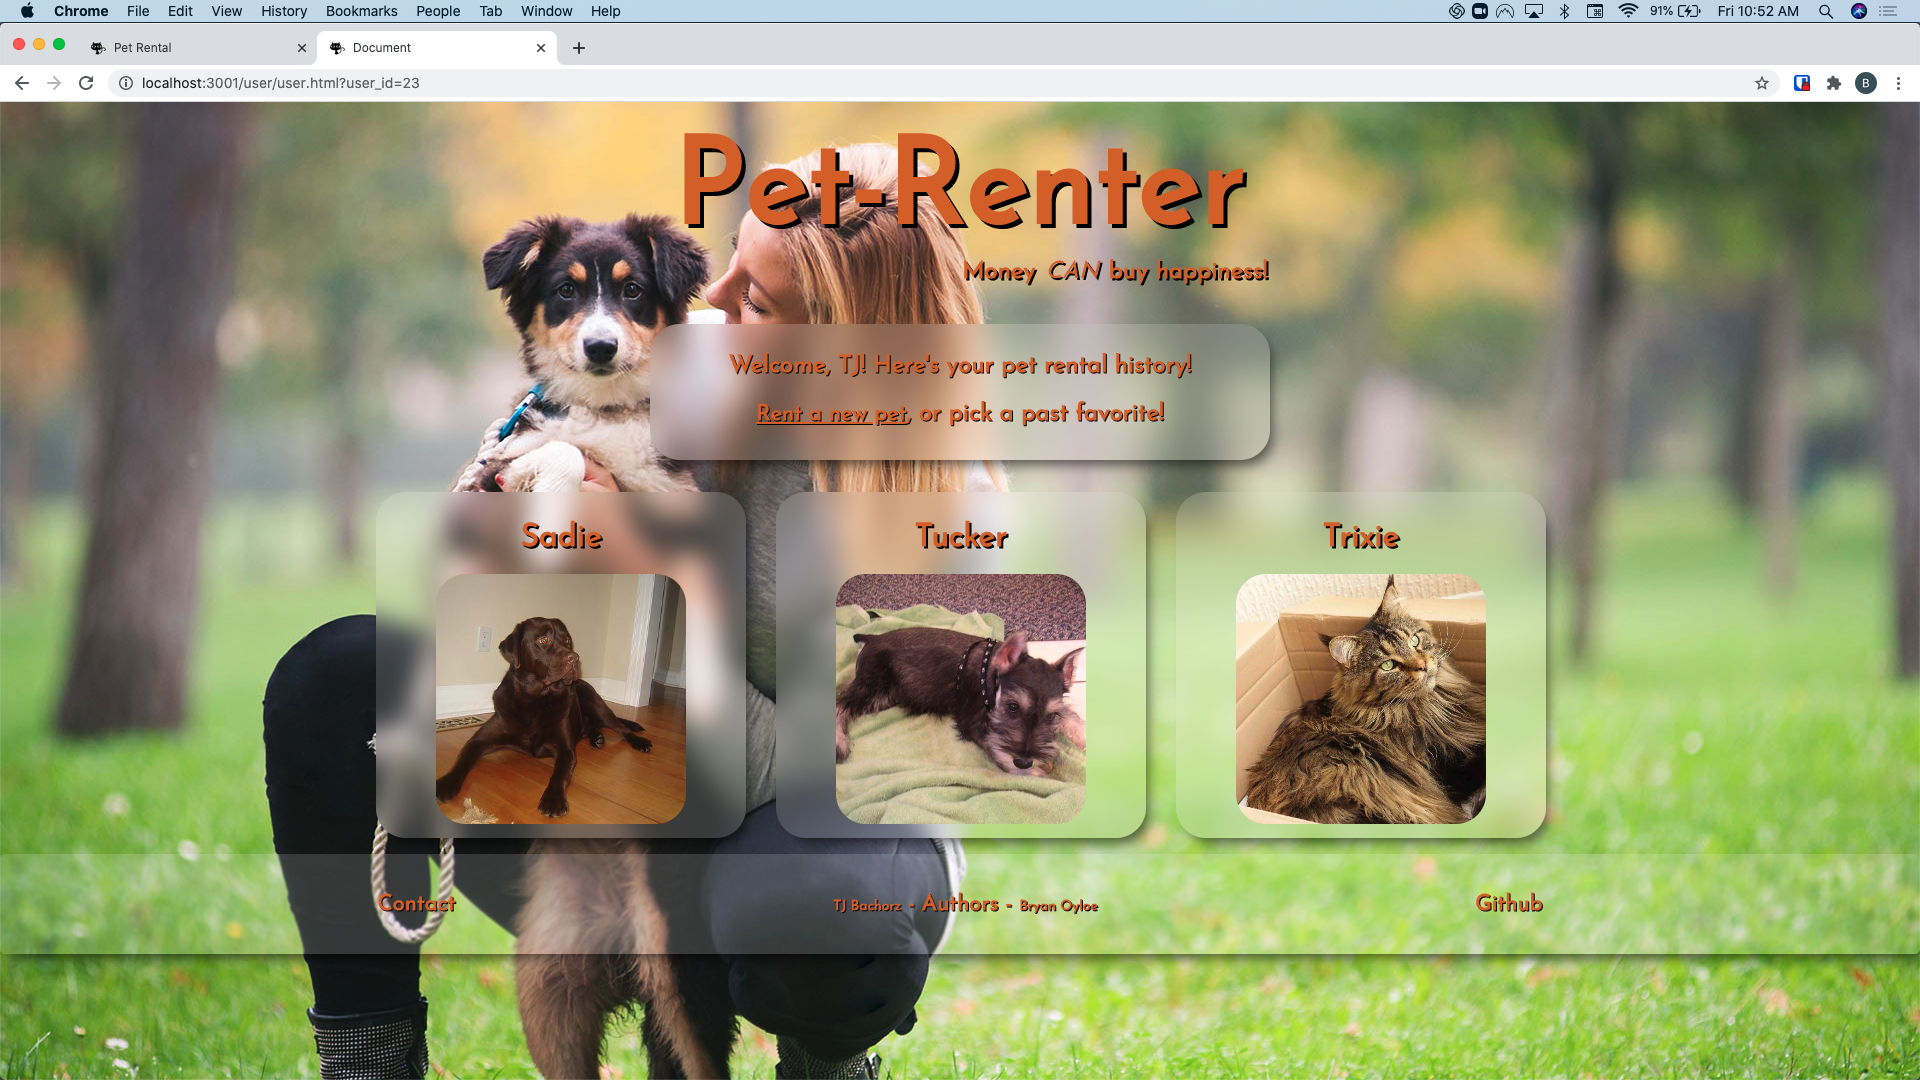 Chrome File Edit View History Bookmarks People Tab Window Help 91% Fri 10:52 AM
Pet Rental Document
localhost:3001/user/user.html?user_id=23 B
Pet-Renter
Money CAN buy happiness!
Welcome, TJ! Here's your pet rental history!
Rent a new pet, or pick a past favorite!
Sadie Tucker Trixie
Contact TJ Bachorz - Authors - Bryan Oyloe Github